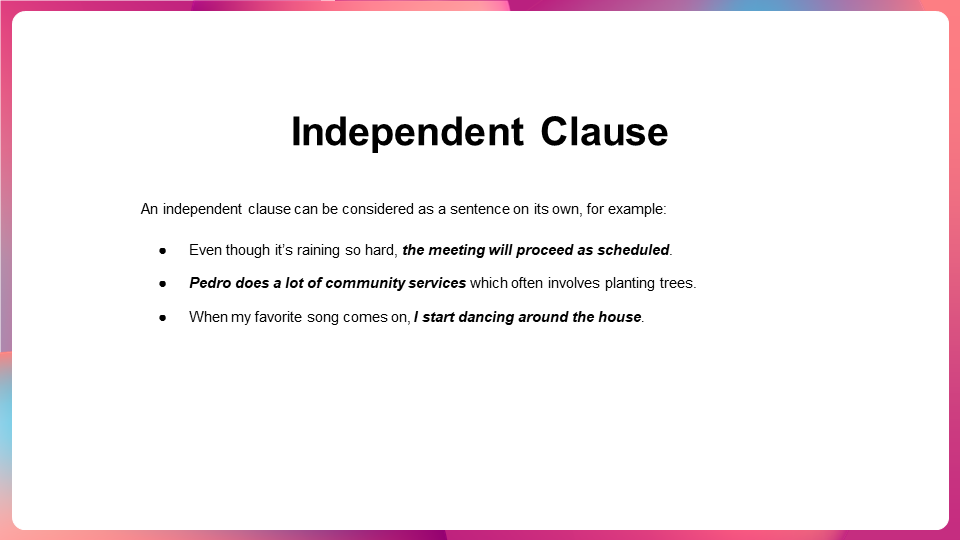 Independent Clause
An independent clause can be considered as a sentence on its own, for example:
● Even though it’s raining so hard, the meeting will proceed as scheduled.
● Pedro does a lot of community services which often involves planting trees.
● When my favorite song comes on, I start dancing around the house.